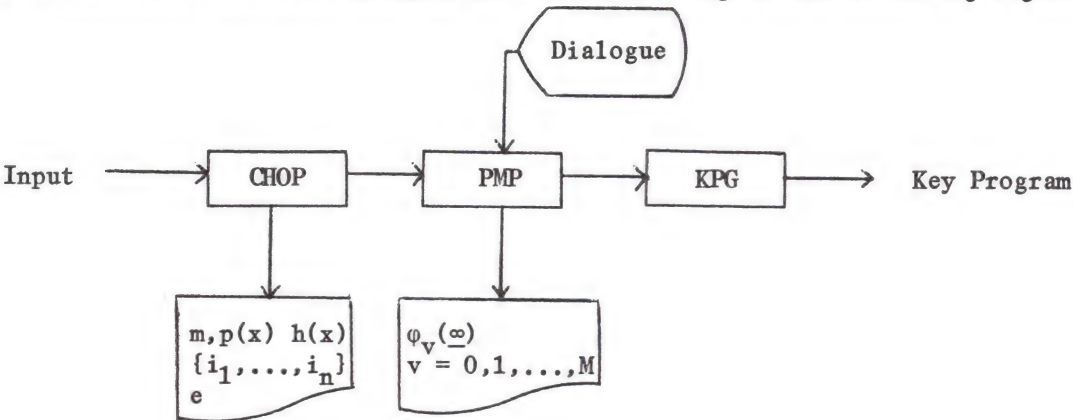 Dialogue
Input CHOP PMP KPG Key Program
m,p(x) h(x)
{i₁,...,iₙ}
e
φᵥ(∞)
v = 0,1,...,M